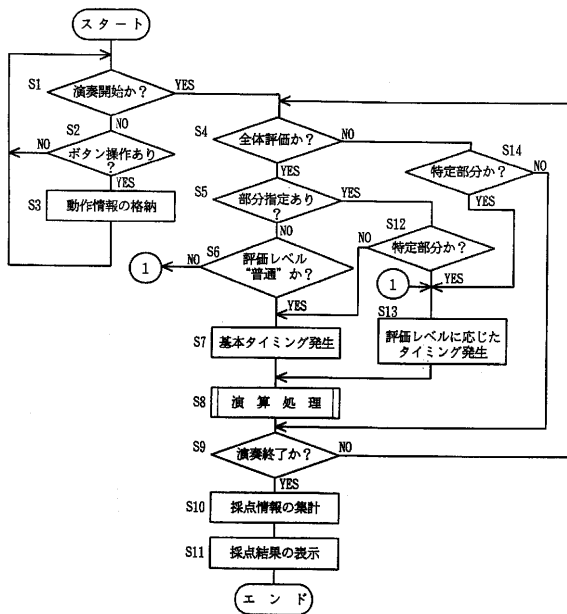 スタート
S1
演奏開始か?
YES
NO
S2
ボタン操作あり
?
NO
YES
S3
動作情報の格納
S4
全体評価か?
NO
YES
S14
特定部分か?
NO
YES
S5
部分指定あり
?
YES
NO
S12
特定部分か?
NO
YES
S6
評価レベル
“普通”か?
NO
1
YES
1
S7
基本タイミング発生
S13
評価レベルに応じた
タイミング発生
S8
演算処理
S9
演奏終了か?
NO
YES
S10
採点情報の集計
S11
採点結果の表示
エンド